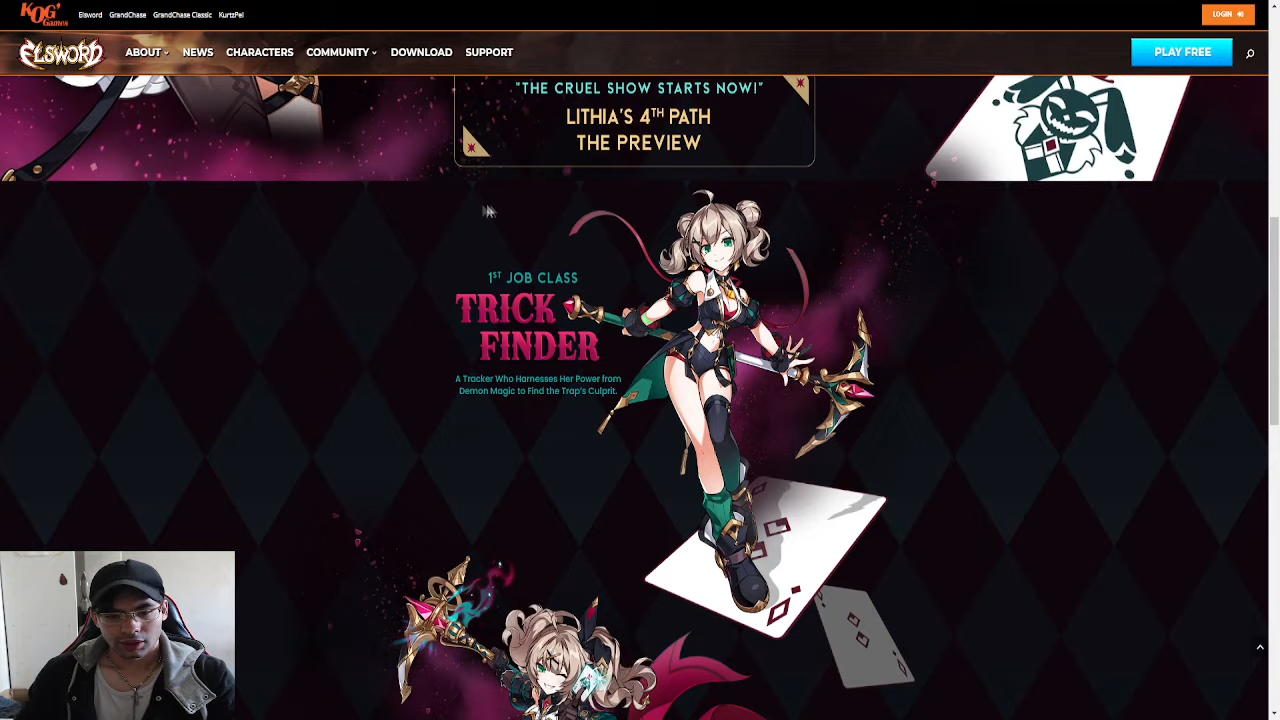 KOG Games
Elsword GrandChase GrandChase Classic KurtzPel
LOGIN
ELSWORD
ABOUT NEWS CHARACTERS COMMUNITY DOWNLOAD SUPPORT
PLAY FREE
"THE CRUEL SHOW STARTS NOW!"
LITHIA'S 4TH PATH
THE PREVIEW
1ST JOB CLASS
TRICK
FINDER
A Tracker Who Harnesses Her Power from
Demon Magic to Find the Trap's Culprit.